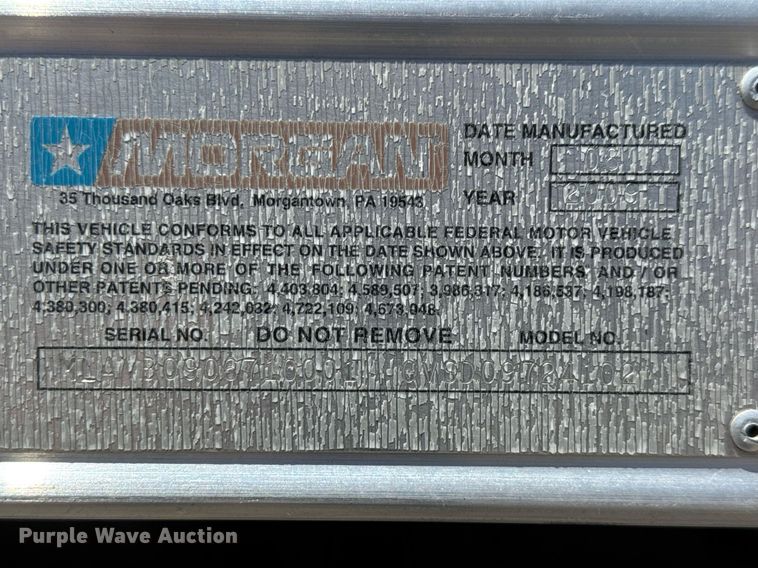 MORGAN
35 Thousand Oaks Blvd. Morgantown, PA 19543
DATE MANUFACTURED
MONTH
YEAR
THIS VEHICLE CONFORMS TO ALL APPLICABLE FEDERAL MOTOR VEHICLE
SAFETY STANDARDS IN EFFECT ON THE DATE SHOWN ABOVE. IT IS PRODUCED
UNDER ONE OR MORE OF THE FOLLOWING PATENT NUMBERS AND / OR
OTHER PATENTS PENDING: 4,403,804; 4,589,507; 3,986,317; 4,186,537; 4,198,187;
4,380,300; 4,380,415; 4,242,032; 4,722,109; 4,673,048;
SERIAL NO. DO NOT REMOVE MODEL NO.
Purple Wave Auction